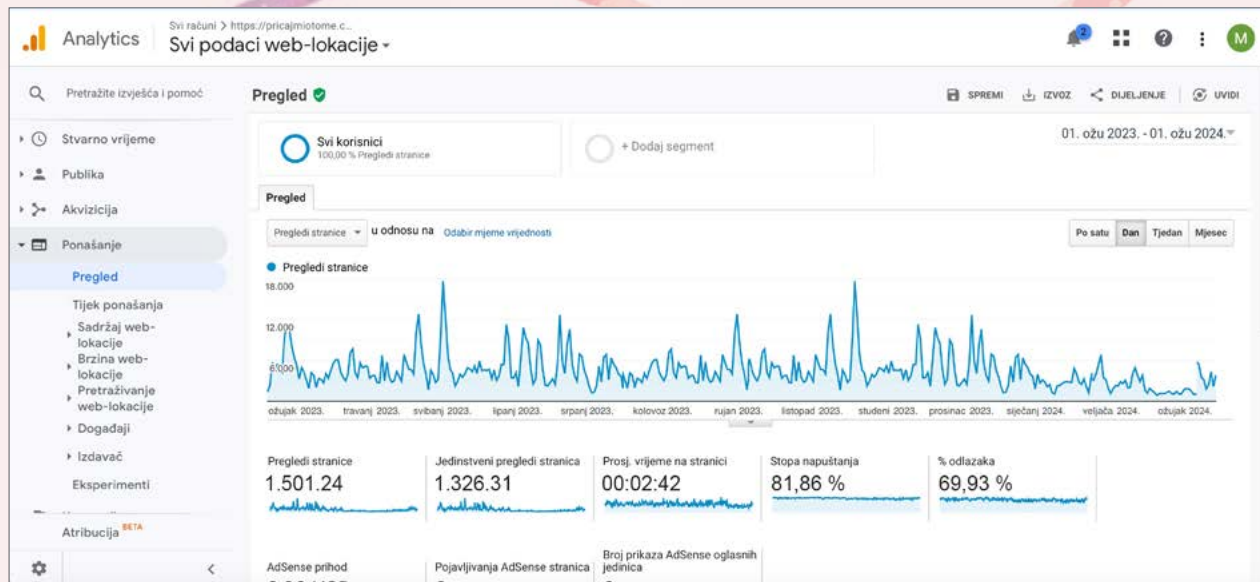 Analytics
Svi računi > https://pricajmiotome.c...
Svi podaci web-lokacije
2
M
Pretražite izvješća i pomoć
Stvarno vrijeme
Publika
Akvizicija
Ponašanje
Pregled
Tijek ponašanja
Sadržaj web-
lokacije
Brzina web-
lokacije
Pretraživanje
web-lokacije
Događaji
Izdavač
Eksperimenti
Atribucija BETA
Pregled
SPREMI
IZVOZ
DIJELJENJE
UVIDI
Svi korisnici
100,00 % Pregledi stranice
+ Dodaj segment
01. ožu 2023. - 01. ožu 2024.
Pregled
Pregledi stranice
u odnosu na
Odabir mjerne vrijednosti
Po satu Dan Tjedan Mjesec
Pregledi stranice
18.000
12.000
6.000
ožujak 2023. travanj 2023. svibanj 2023. lipanj 2023. srpanj 2023. kolovoz 2023. rujan 2023. listopad 2023. studeni 2023. prosinac 2023. siječanj 2024. veljača 2024. ožujak 2024.
Pregledi stranice
1.501.24
Jedinstveni pregledi stranica
1.326.31
Prosj. vrijeme na stranici
00:02:42
Stopa napuštanja
81,86 %
% odlazaka
69,93 %
AdSense prihod
Pojavljivanja AdSense stranica
Broj prikaza AdSense oglasnih
jedinica